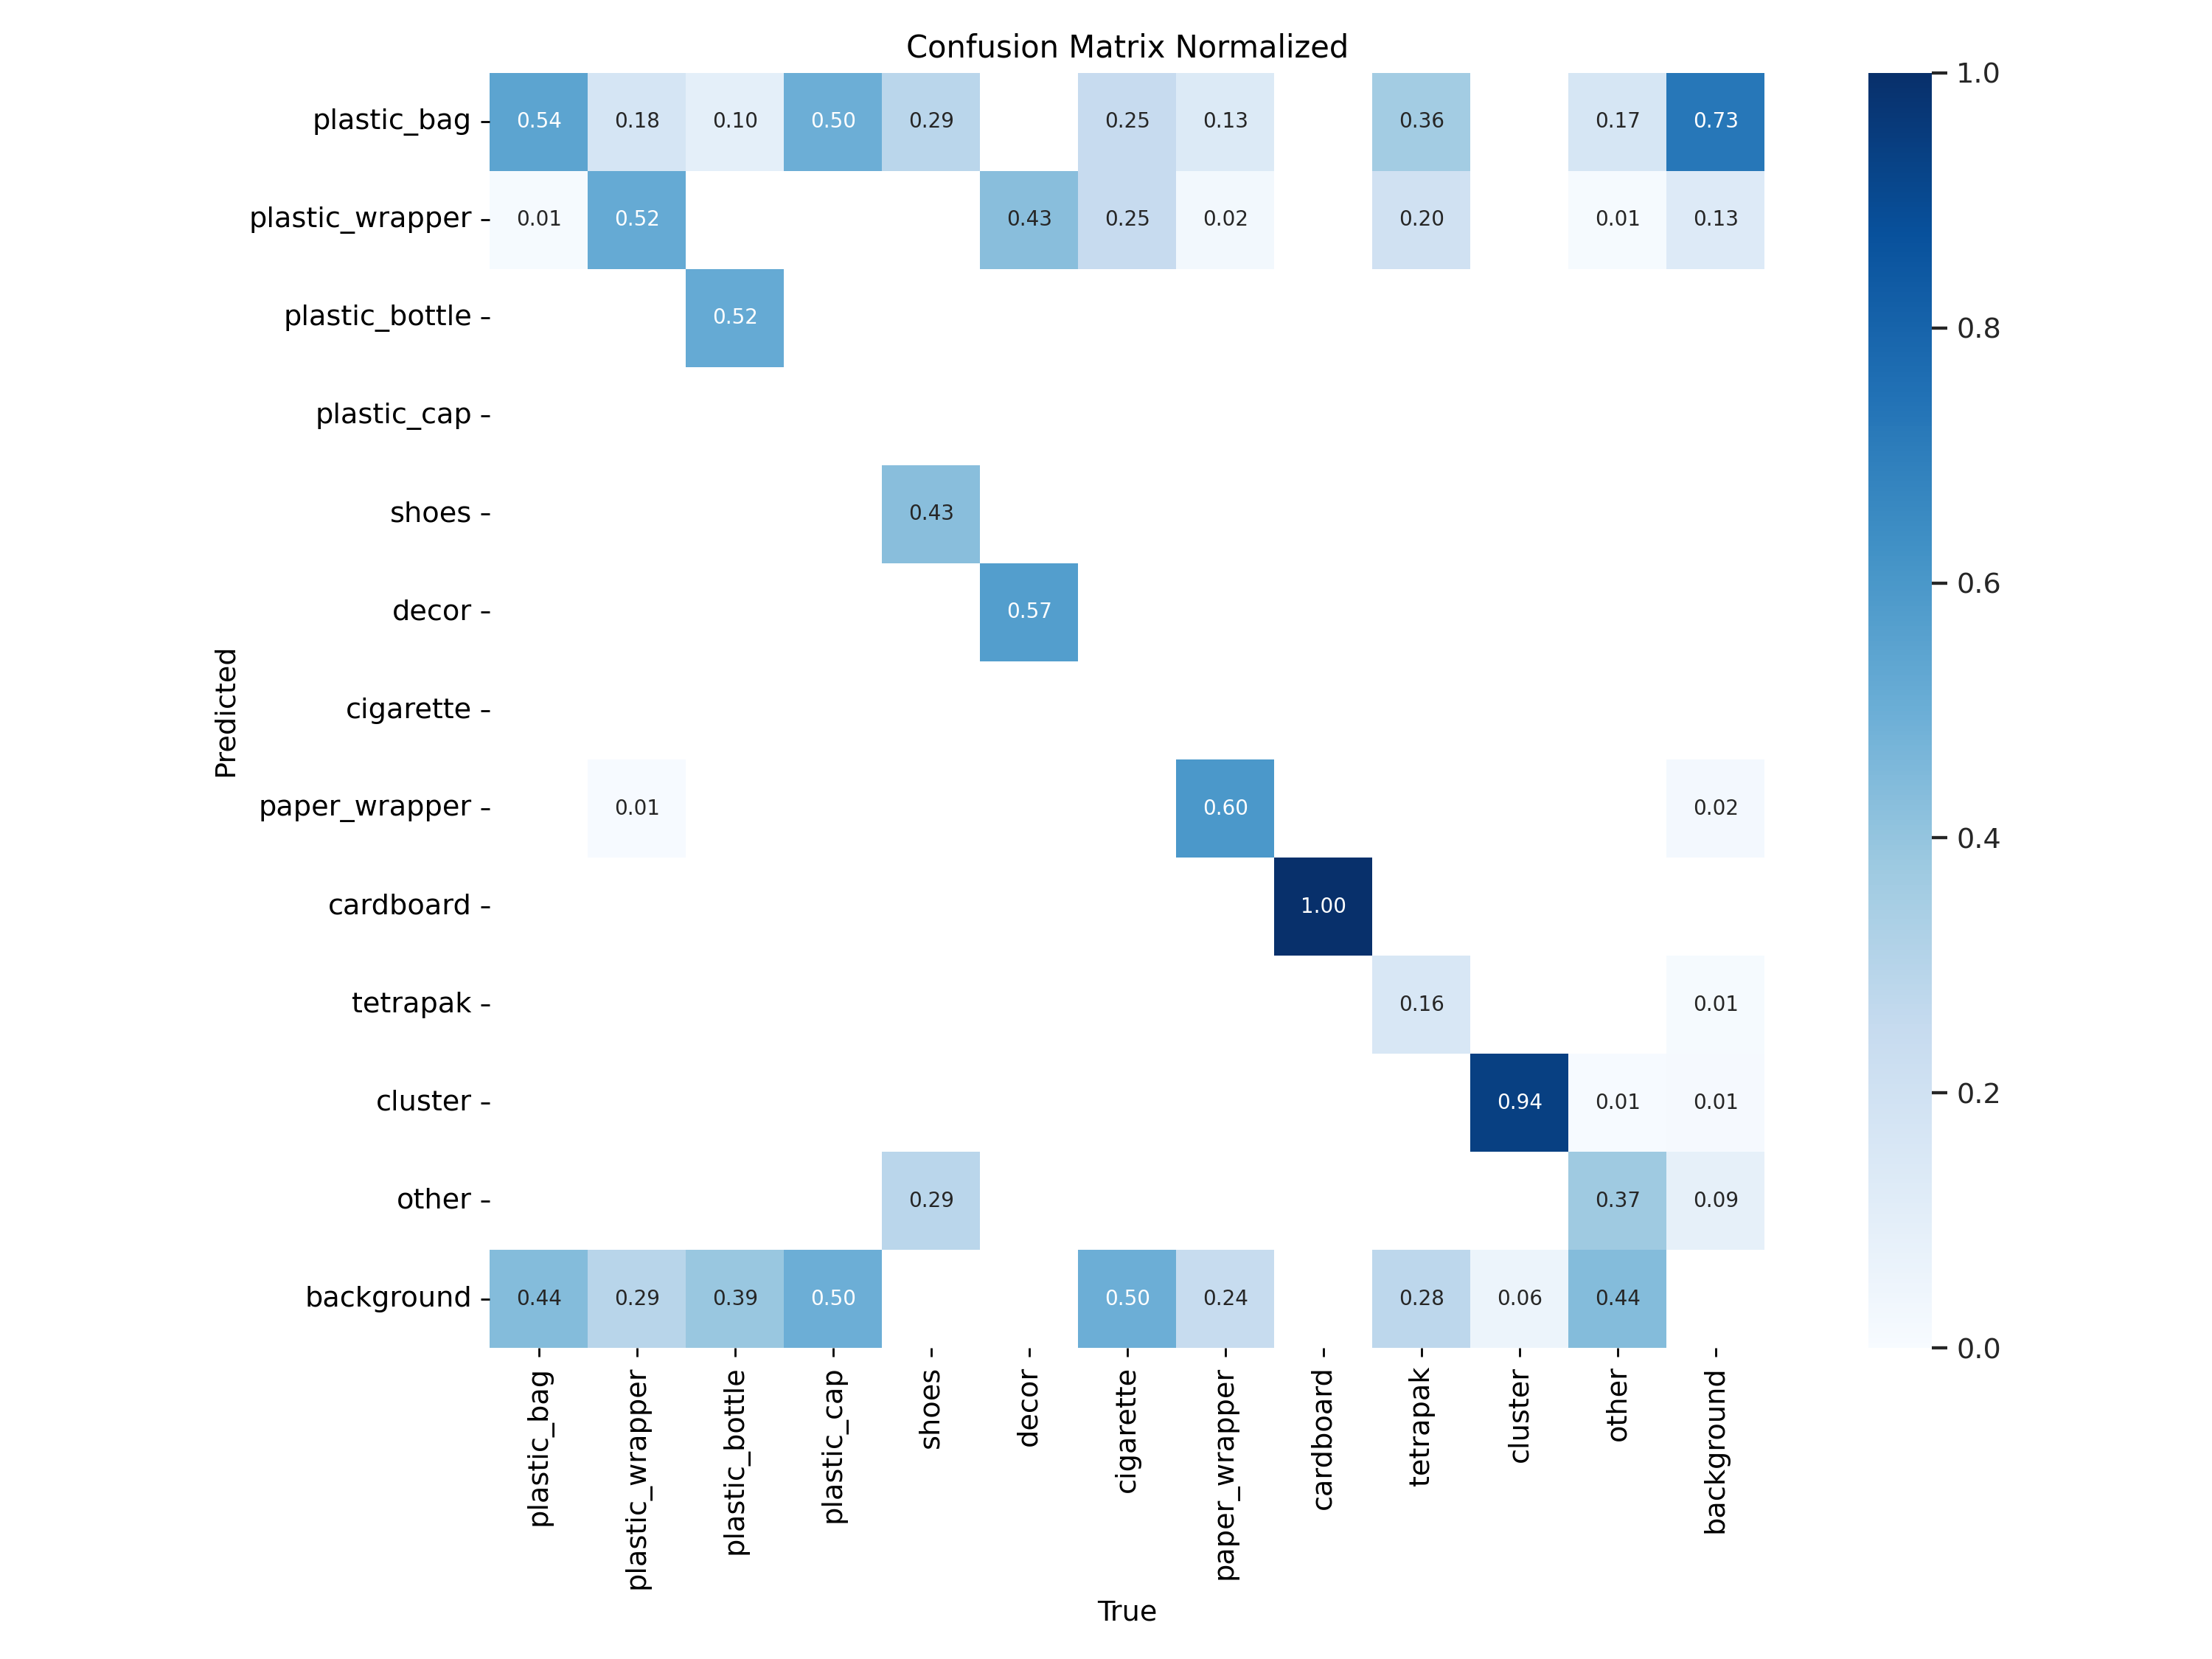 Confusion Matrix Normalized
plastic_bag 0.54 0.18 0.10 0.50 0.29 0.25 0.13 0.36 0.17 0.73
plastic_wrapper 0.01 0.52 0.43 0.25 0.02 0.20 0.01 0.13
plastic_bottle 0.52
plastic_cap
shoes 0.43
decor 0.57
cigarette
paper_wrapper 0.01 0.60 0.02
cardboard 1.00
tetrapak 0.16 0.01
cluster 0.94 0.01 0.01
other 0.29 0.37 0.09
background 0.44 0.29 0.39 0.50 0.50 0.24 0.28 0.06 0.44
Predicted
plastic_bag
plastic_wrapper
plastic_bottle
plastic_cap
shoes
decor
cigarette
paper_wrapper
cardboard
tetrapak
cluster
other
background
True
1.0
0.8
0.6
0.4
0.2
0.0